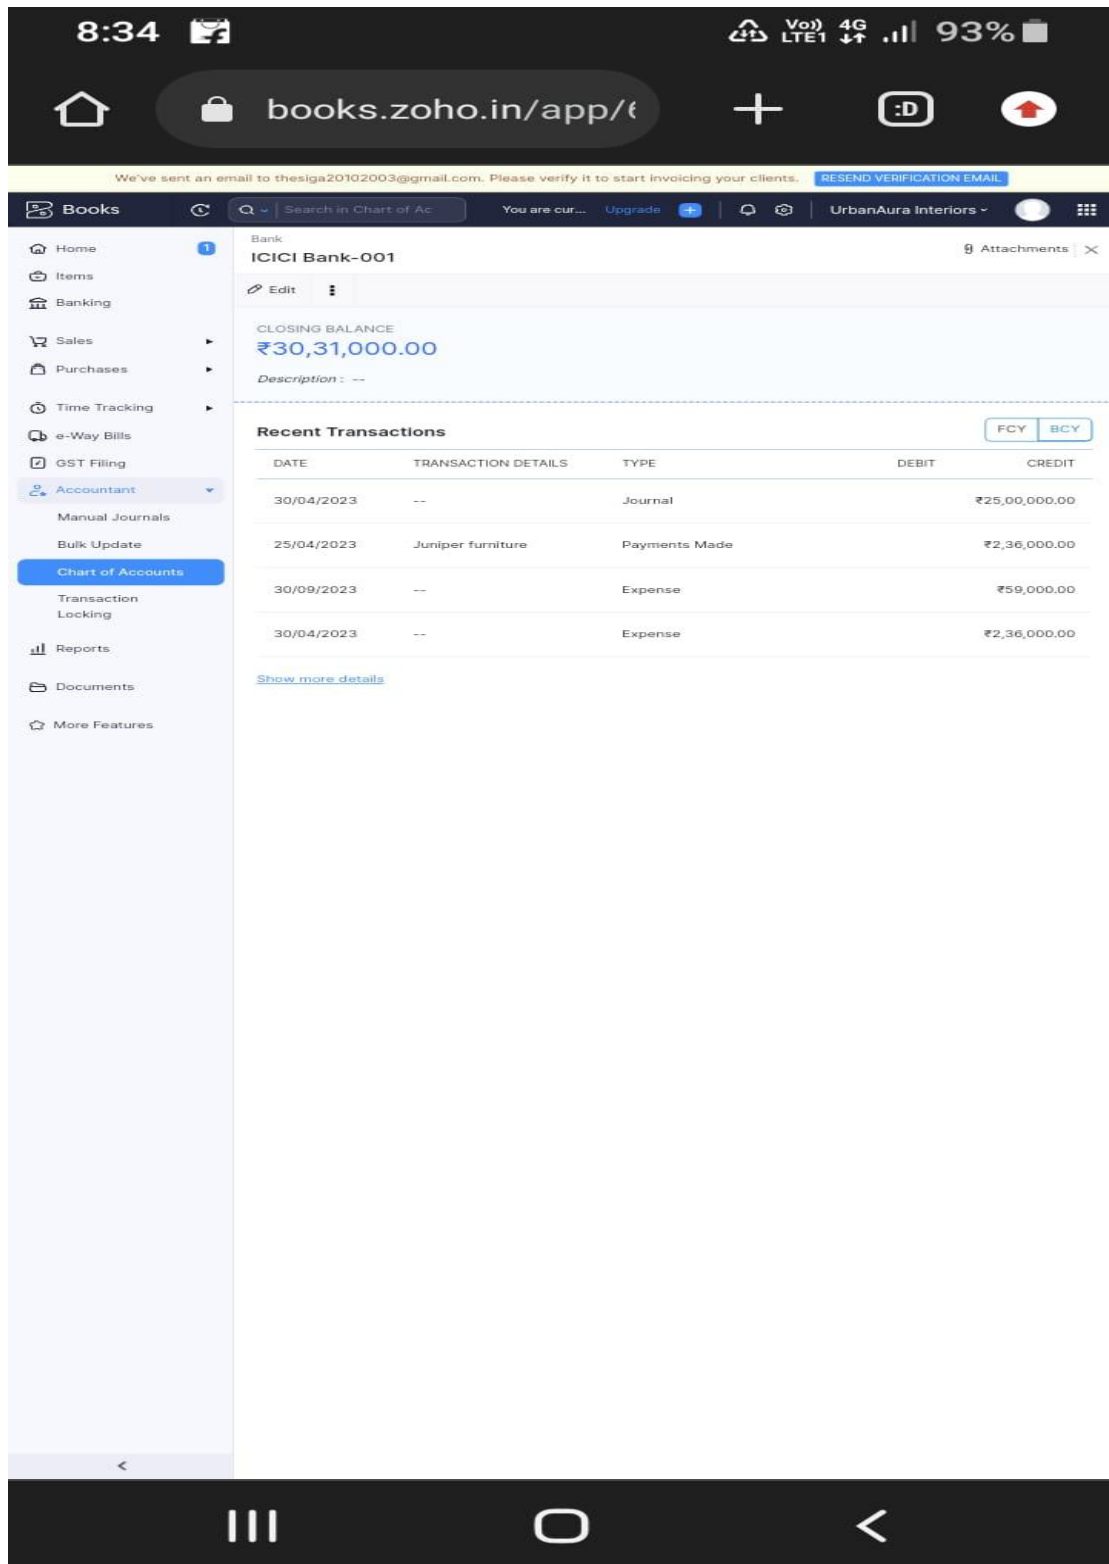 8:34 Vo)) LTE1 4G 93%
books.zoho.in/app/6 :D
We've sent an email to thesiga20102003@gmail.com. Please verify it to start invoicing your clients. RESEND VERIFICATION EMAIL
Books Search in Chart of Ac You are cur... Upgrade UrbanAura Interiors
Home 1
Items
Banking
Sales
Purchases
Time Tracking
e-Way Bills
GST Filing
Accountant
Manual Journals
Bulk Update
Chart of Accounts
Transaction
Locking
Reports
Documents
More Features
Bank
ICICI Bank-001 Attachments
Edit
CLOSING BALANCE
₹30,31,000.00
Description : --
Recent Transactions FCY BCY
DATE TRANSACTION DETAILS TYPE DEBIT CREDIT
30/04/2023 -- Journal ₹25,00,000.00
25/04/2023 Juniper furniture Payments Made ₹2,36,000.00
30/09/2023 -- Expense ₹59,000.00
30/04/2023 -- Expense ₹2,36,000.00
Show more details